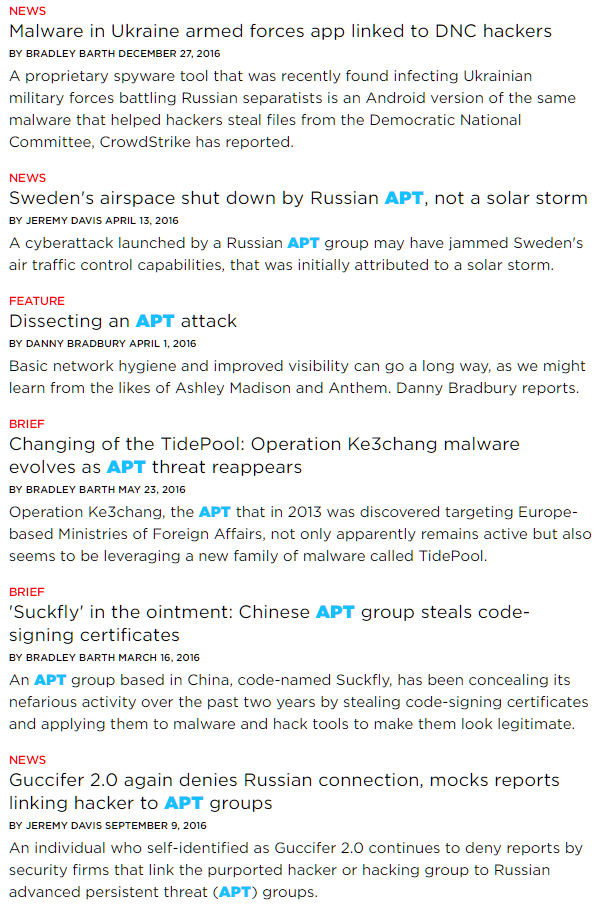 NEWS
Malware in Ukraine armed forces app linked to DNC hackers
BY BRADLEY BARTH DECEMBER 27, 2016
A proprietary spyware tool that was recently found infecting Ukrainian
military forces battling Russian separatists is an Android version of the same
malware that helped hackers steal files from the Democratic National
Committee, CrowdStrike has reported.
NEWS
Sweden's airspace shut down by Russian APT, not a solar storm
BY JEREMY DAVIS APRIL 13, 2016
A cyberattack launched by a Russian APT group may have jammed Sweden's
air traffic control capabilities, that was initially attributed to a solar storm.
FEATURE
Dissecting an APT attack
BY DANNY BRADBURY APRIL 1, 2016
Basic network hygiene and improved visibility can go a long way, as we might
learn from the likes of Ashley Madison and Anthem. Danny Bradbury reports.
BRIEF
Changing of the TidePool: Operation Ke3chang malware
evolves as APT threat reappears
BY BRADLEY BARTH MAY 23, 2016
Operation Ke3chang, the APT that in 2013 was discovered targeting Europe-
based Ministries of Foreign Affairs, not only apparently remains active but also
seems to be leveraging a new family of malware called TidePool.
BRIEF
'Suckfly' in the ointment: Chinese APT group steals code-
signing certificates
BY BRADLEY BARTH MARCH 16, 2016
An APT group based in China, code-named Suckfly, has been concealing its
nefarious activity over the past two years by stealing code-signing certificates
and applying them to malware and hack tools to make them look legitimate.
NEWS
Guccifer 2.0 again denies Russian connection, mocks reports
linking hacker to APT groups
BY JEREMY DAVIS SEPTEMBER 9, 2016
An individual who self-identified as Guccifer 2.0 continues to deny reports by
security firms that link the purported hacker or hacking group to Russian
advanced persistent threat (APT) groups.